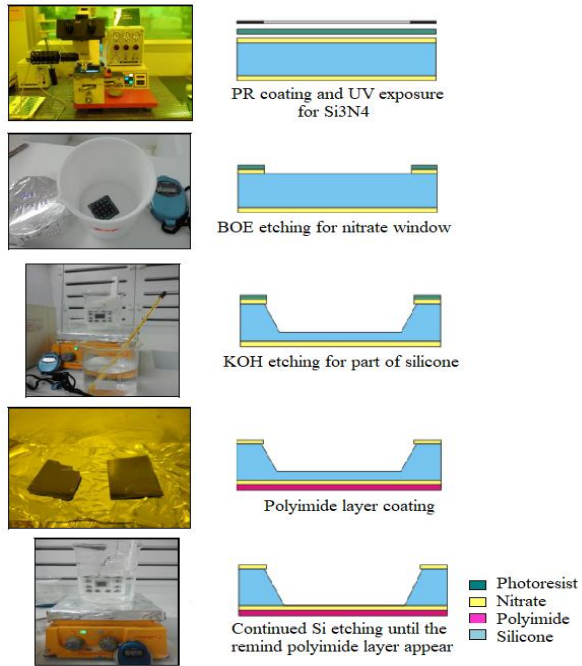 PR coating and UV exposure
for Si3N4
BOE etching for nitrate window
KOH etching for part of silicone
Polyimide layer coating
Continued Si etching until the
remind polyimide layer appear
Photoresist
Nitrate
Polyimide
Silicone